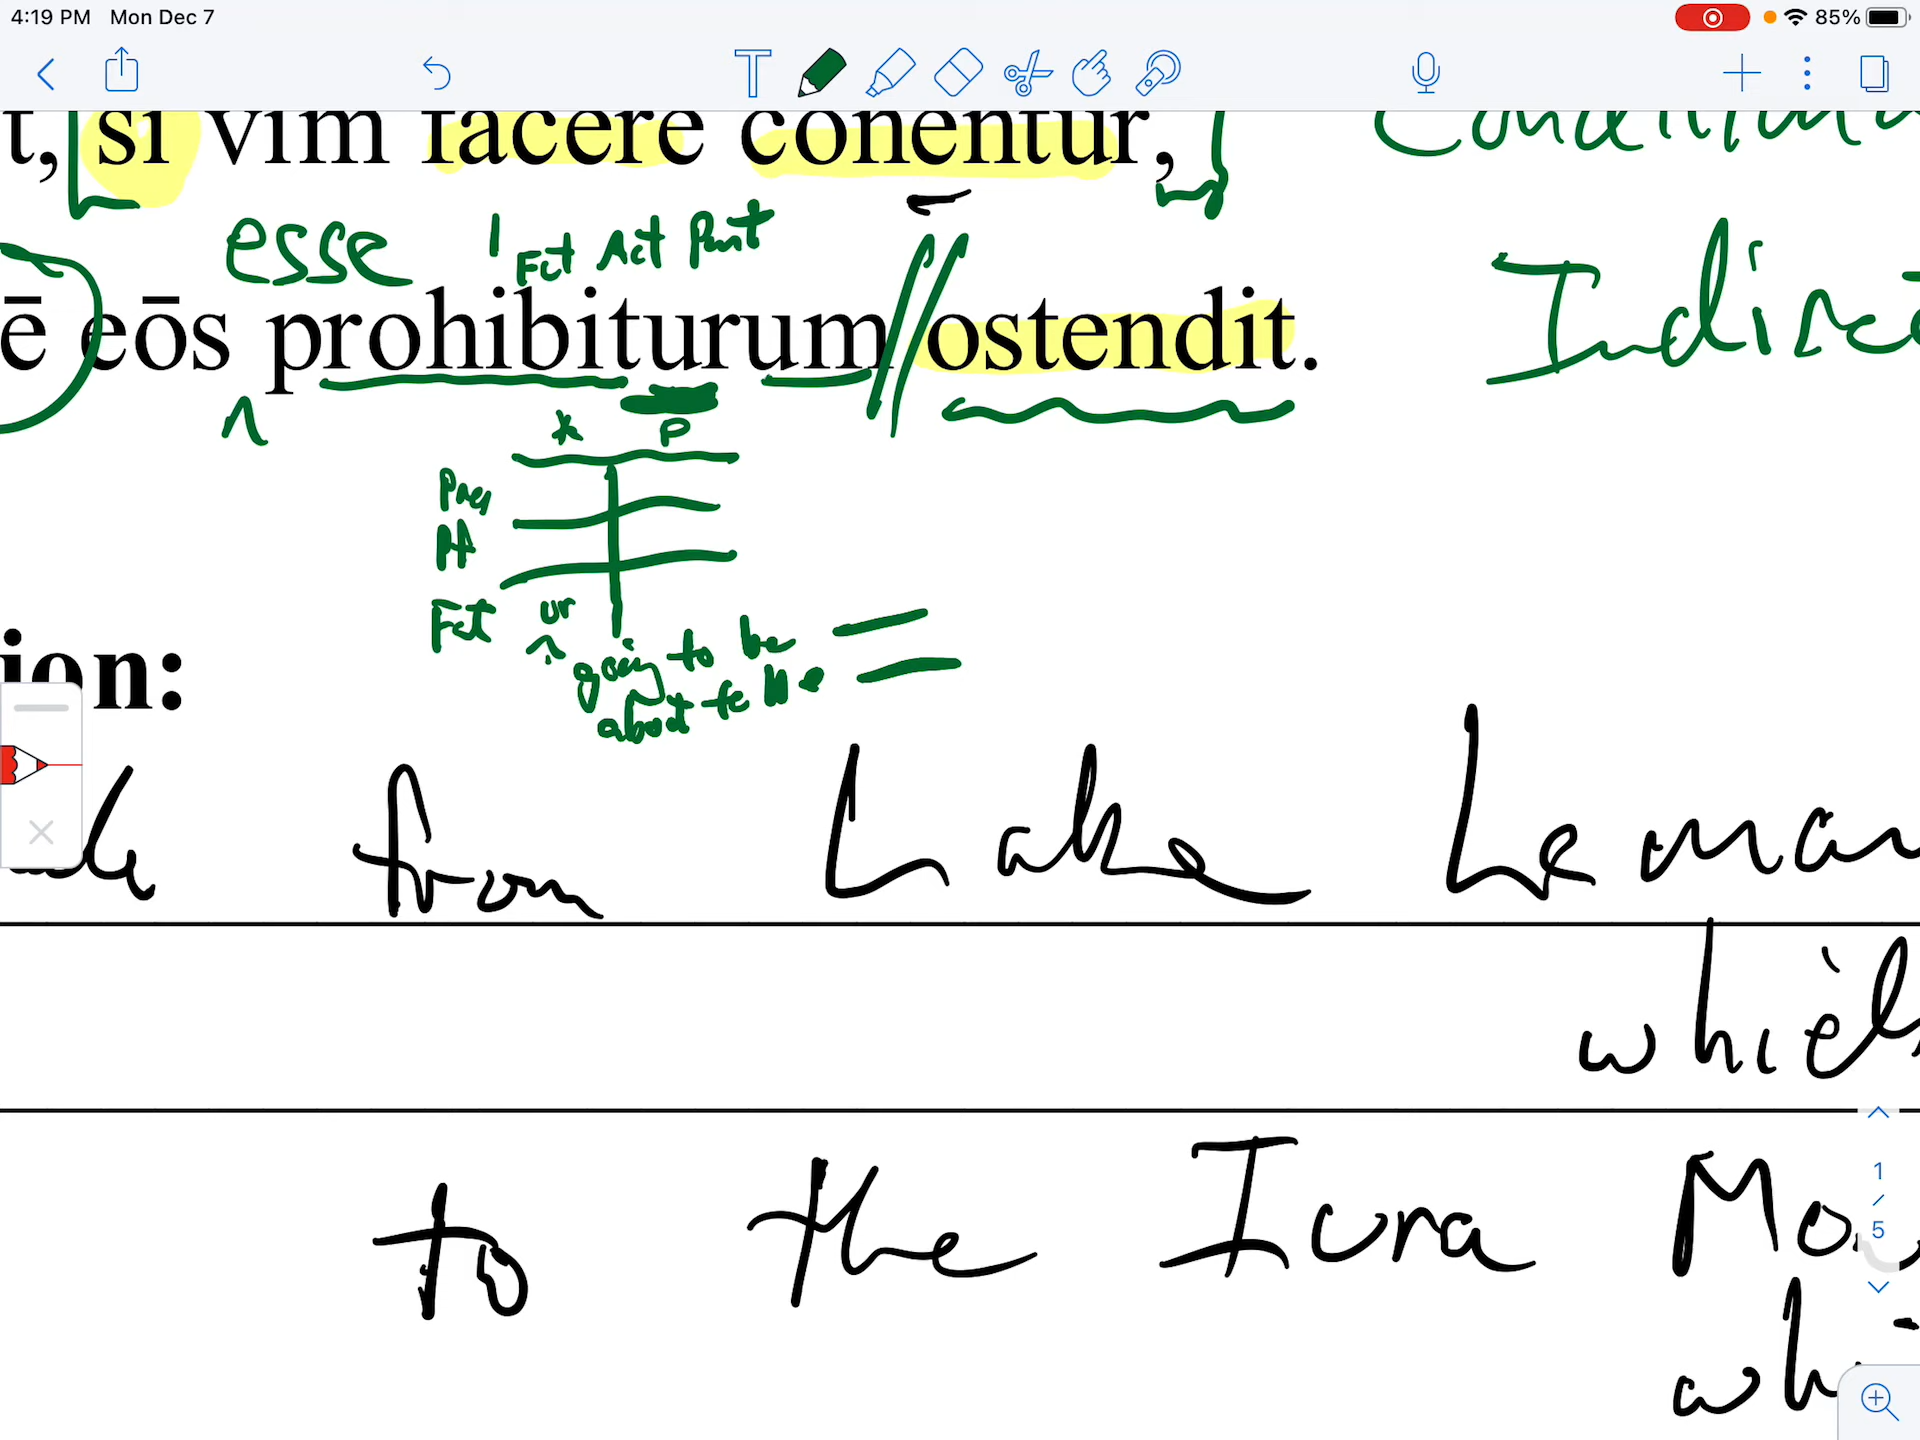 4:19 PM Mon Dec 7 85%
t, si vim facere conentur,
esse Fut Act Part
ē eōs prohibiturum ostendit.
P
Pres
Pf
Fut ur
going to be
about to be
ion:
from Lake Leman
which
to the Iura Mo
wh
1
/
5